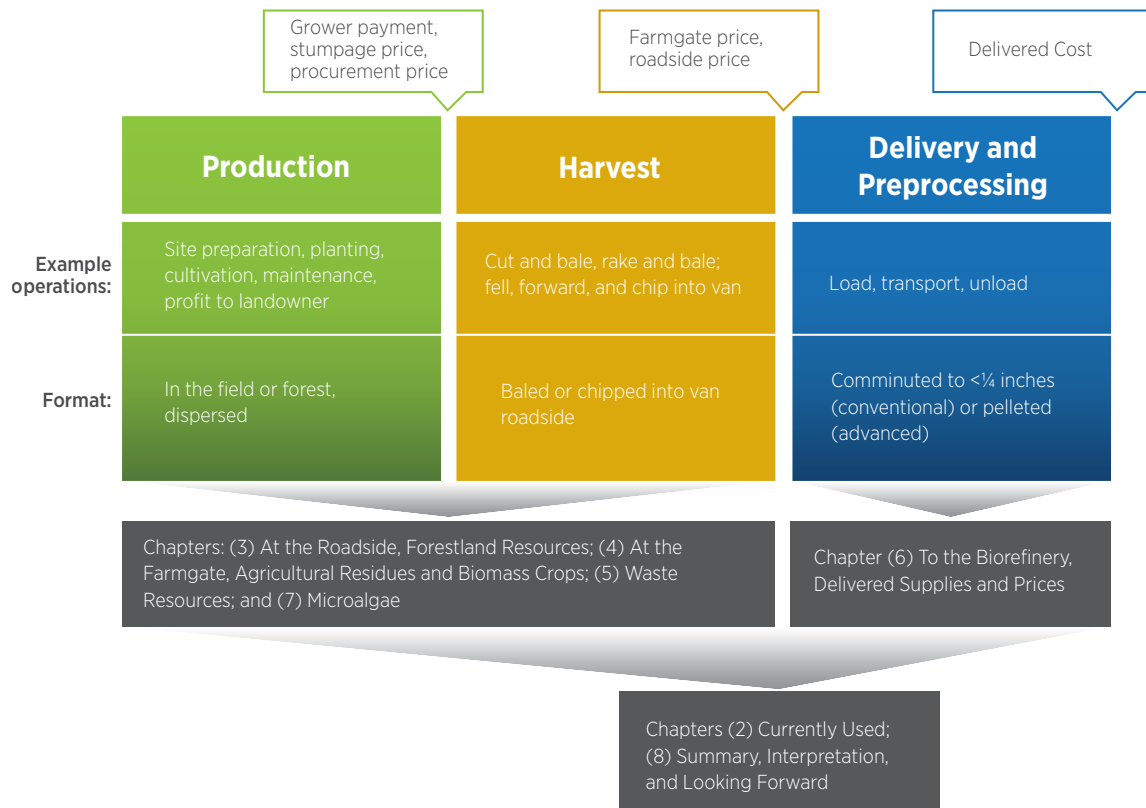 Grower payment,
stumpage price,
procurement price
Farmgate price,
roadside price
Delivered Cost
Production
Harvest
Delivery and
Preprocessing
Example
operations:
Site preparation, planting,
cultivation, maintenance,
profit to landowner
Cut and bale, rake and bale;
fell, forward, and chip into van
Load, transport, unload
Format:
In the field or forest,
dispersed
Baled or chipped into van
roadside
Comminuted to <¼ inches
(conventional) or pelleted
(advanced)
Chapters: (3) At the Roadside, Forestland Resources; (4) At the
Farmgate, Agricultural Residues and Biomass Crops; (5) Waste
Resources; and (7) Microalgae
Chapter (6) To the Biorefinery,
Delivered Supplies and Prices
Chapters (2) Currently Used;
(8) Summary, Interpretation,
and Looking Forward